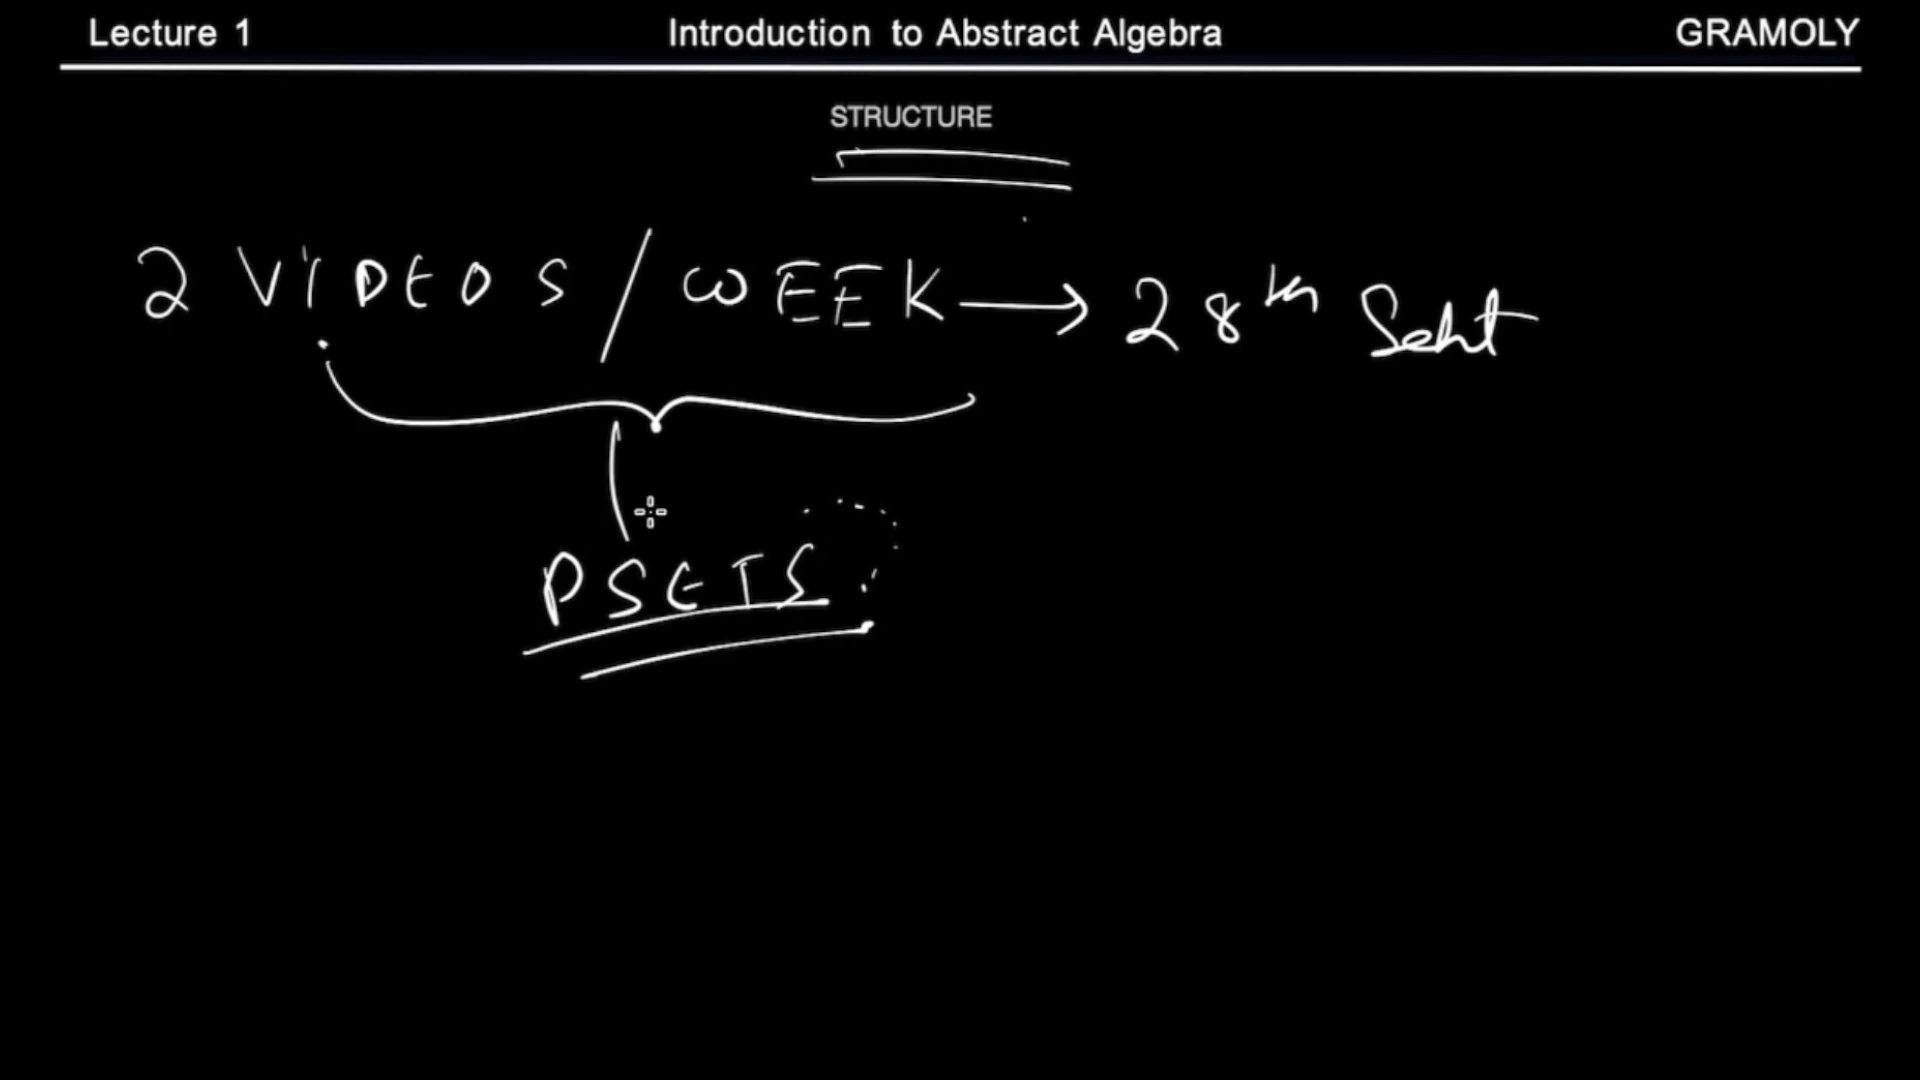 Lecture 1 Introduction to Abstract Algebra GRAMOLY
STRUCTURE
2 VIDEOS / WEEK → 28th Sept
PSETS